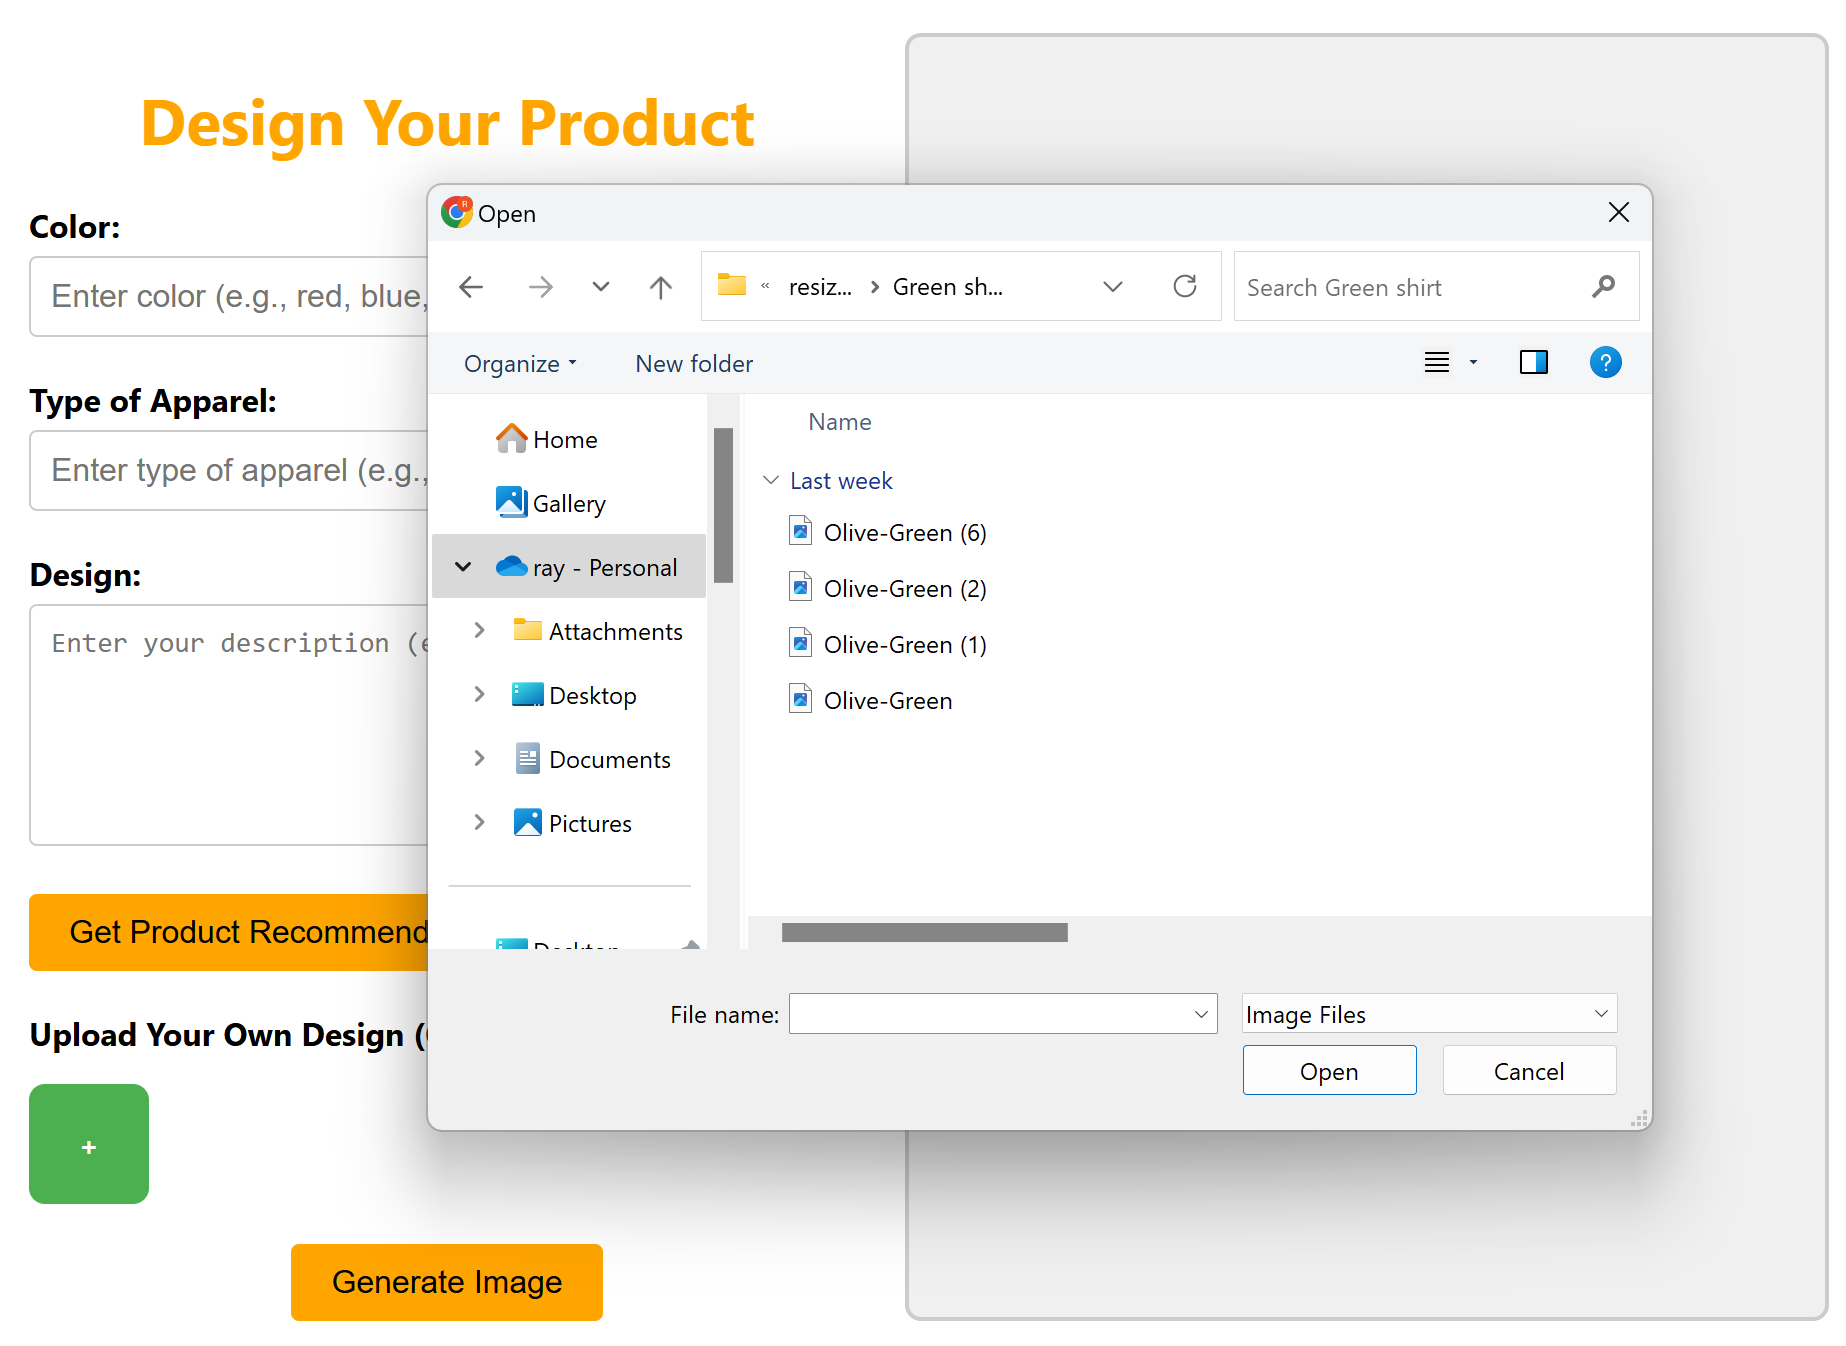 Design Your Product
Color:
Enter color (e.g., red, blue,
Type of Apparel:
Enter type of apparel (e.g.,
Design:
Enter your description (e
Get Product Recommend
Upload Your Own Design (
+
Generate Image
R
Open
« resiz... > Green sh...
Search Green shirt
Organize
New folder
?
Home
Gallery
ray - Personal
Attachments
Desktop
Documents
Pictures
Desktop
Name
Last week
Olive-Green (6)
Olive-Green (2)
Olive-Green (1)
Olive-Green
File name:
Image Files
Open
Cancel